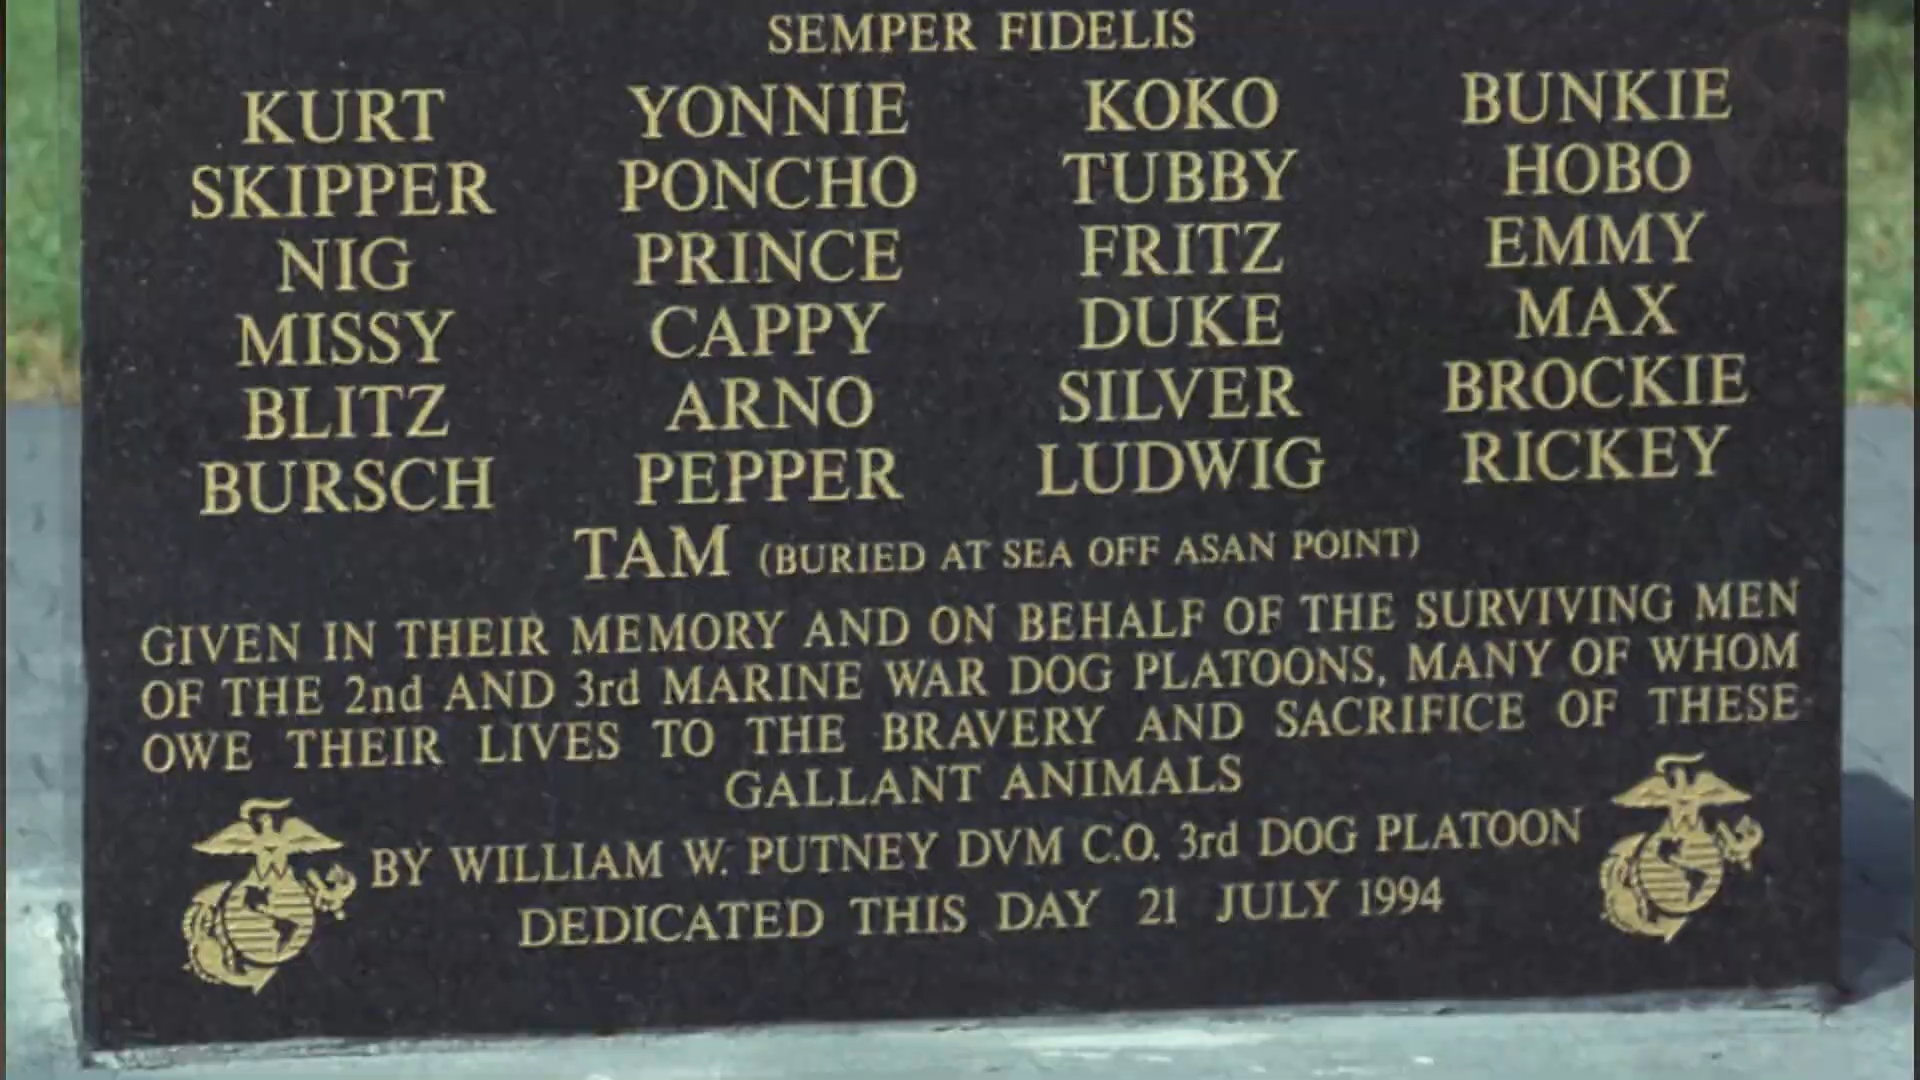 SEMPER FIDELIS
KURT YONNIE KOKO BUNKIE
SKIPPER PONCHO TUBBY HOBO
NIG PRINCE FRITZ EMMY
MISSY CAPPY DUKE MAX
BLITZ ARNO SILVER BROCKIE
BURSCH PEPPER LUDWIG RICKEY
TAM (BURIED AT SEA OFF ASAN POINT)
GIVEN IN THEIR MEMORY AND ON BEHALF OF THE SURVIVING MEN
OF THE 2nd AND 3rd MARINE WAR DOG PLATOONS, MANY OF WHOM
OWE THEIR LIVES TO THE BRAVERY AND SACRIFICE OF THESE
GALLANT ANIMALS
BY WILLIAM W. PUTNEY DVM C.O. 3rd DOG PLATOON
DEDICATED THIS DAY 21 JULY 1994